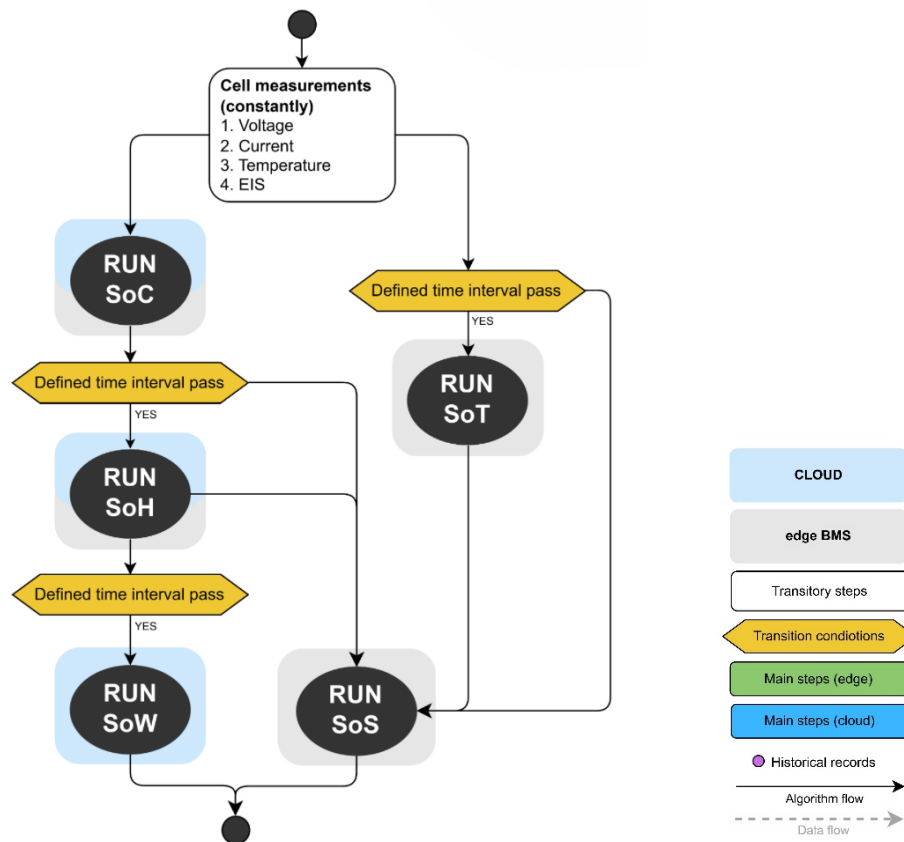 Cell measurements
(constantly)
1. Voltage
2. Current
3. Temperature
4. EIS
RUN
SoC
Defined time interval pass
YES
RUN
SoH
Defined time interval pass
YES
RUN
SoW
Defined time interval pass
YES
RUN
SoT
RUN
SoS
CLOUD
edge BMS
Transitory steps
Transition condiotions
Main steps (edge)
Main steps (cloud)
Historical records
Algorithm flow
Data flow